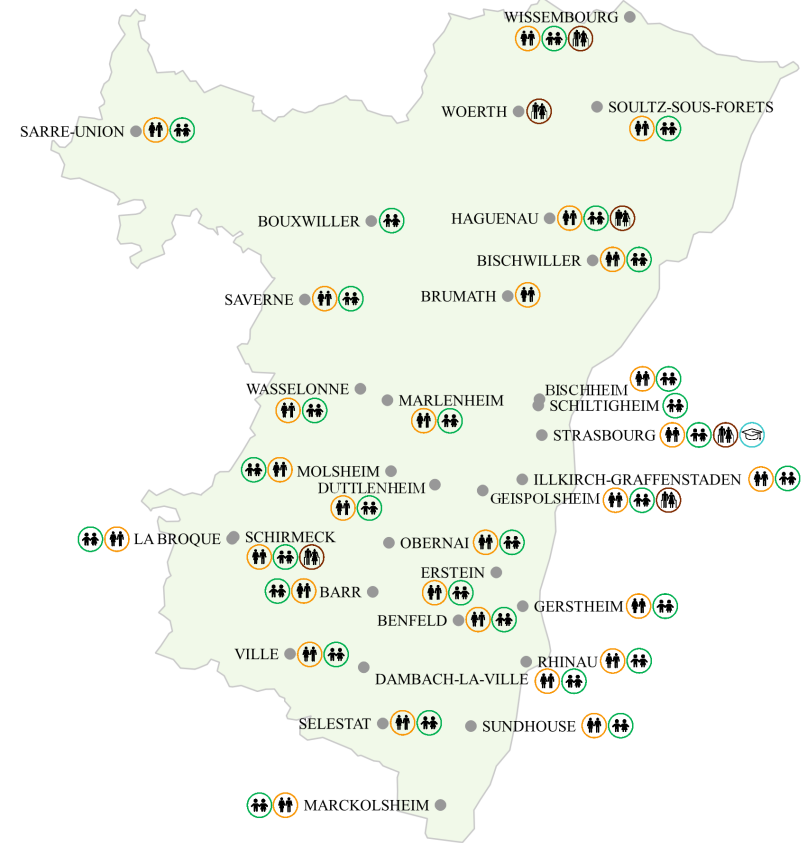 WISSEMBOURG
WOERTH
SOULTZ-SOUS-FORETS
SARRE-UNION
BOUXWILLER
HAGUENAU
BISCHWILLER
SAVERNE
BRUMATH
WASSELONNE
MARLENHEIM
BISCHHEIM
SCHILTIGHEIM
STRASBOURG
MOLSHEIM
DUTTLENHEIM
ILLKIRCH-GRAFFENSTADEN
GEISPOLSHEIM
LA BROQUE
SCHIRMECK
OBERNAI
ERSTEIN
BARR
GERSTHEIM
BENFELD
VILLE
RHINAU
DAMBACH-LA-VILLE
SELESTAT
SUNDHOUSE
MARCKOLSHEIM